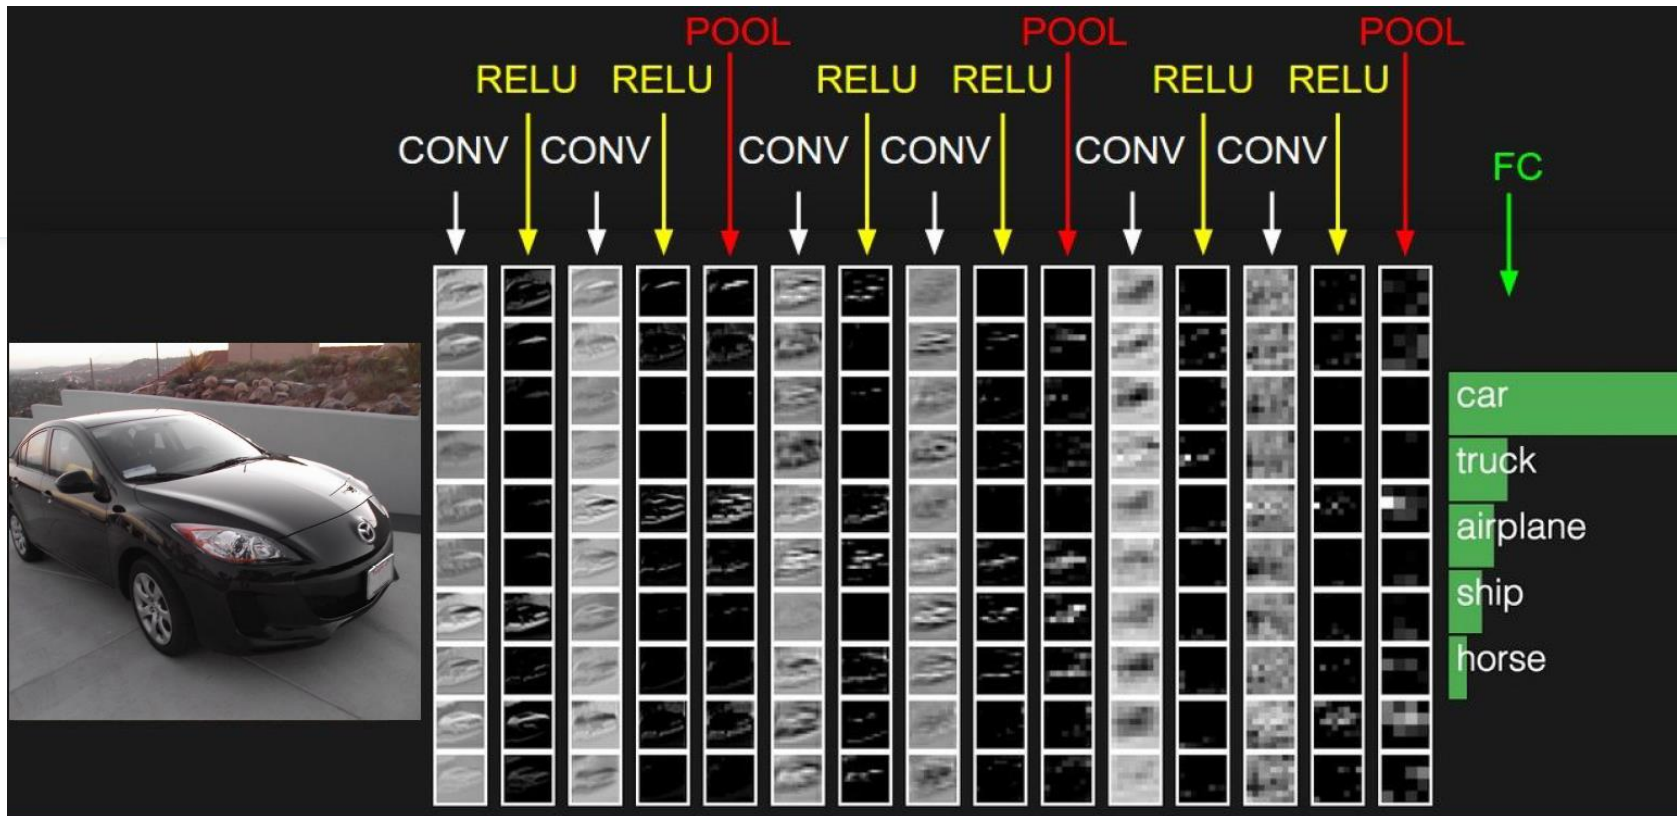 POOL POOL POOL
RELU RELU RELU RELU RELU RELU
CONV CONV CONV CONV CONV CONV
FC
car
truck
airplane
ship
horse